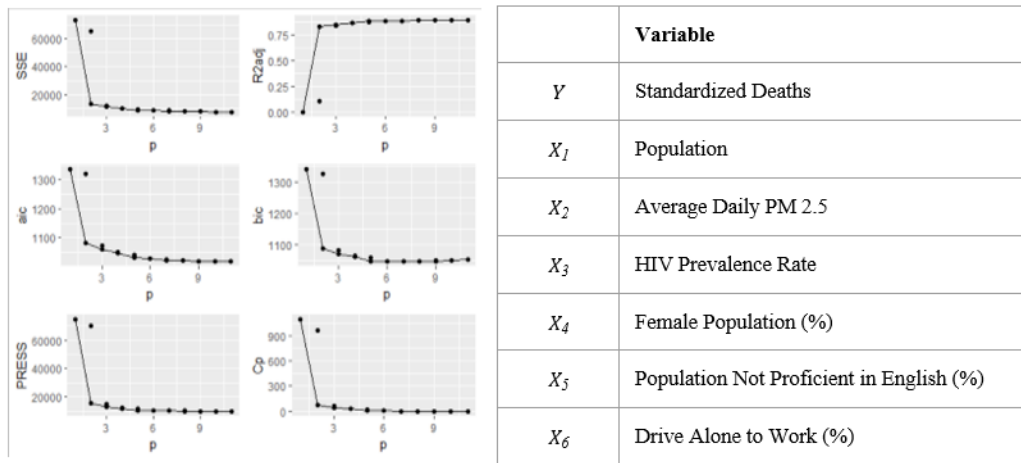 SSE
60000
40000
20000
3 6 9
p
R2adj
0.75
0.50
0.25
0.00
3 6 9
p
aic
1300
1200
1100
3 6 9
p
bic
1300
1200
1100
3 6 9
p
PRESS
60000
40000
20000
3 6 9
p
Cp
900
600
300
0
3 6 9
p
Variable
Y Standardized Deaths
X1 Population
X2 Average Daily PM 2.5
X3 HIV Prevalence Rate
X4 Female Population (%)
X5 Population Not Proficient in English (%)
X6 Drive Alone to Work (%)